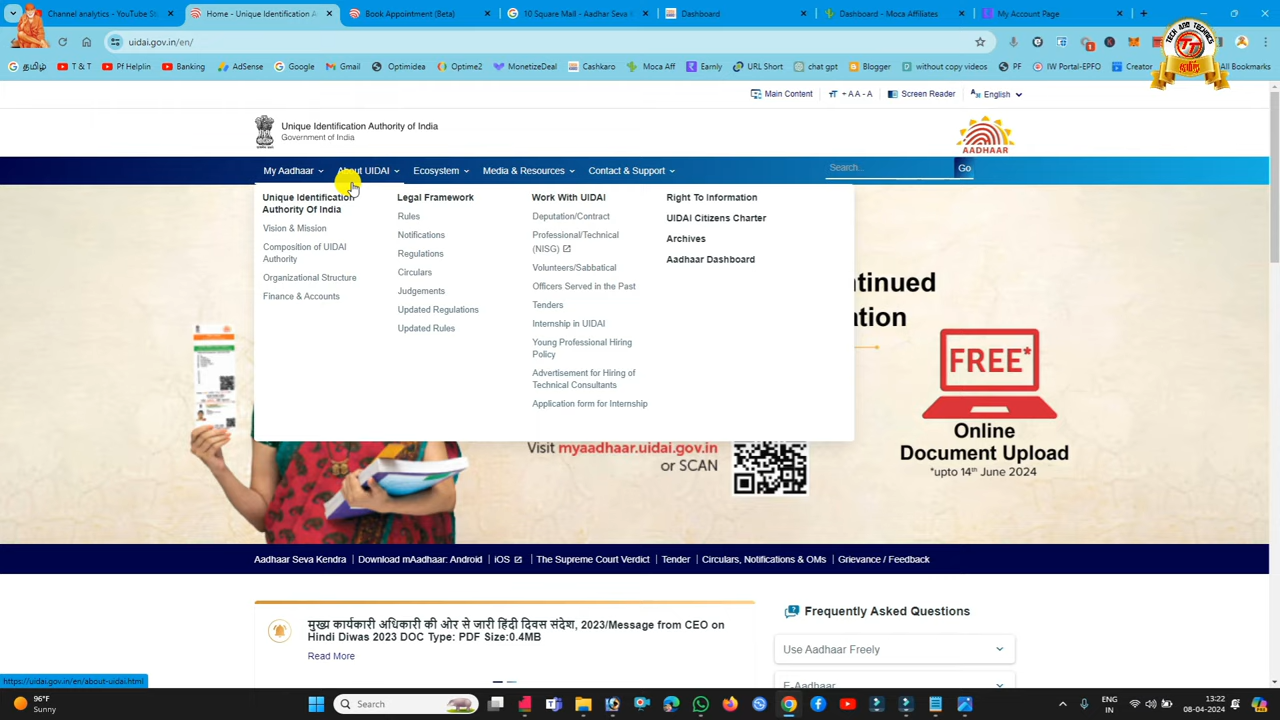 Channel analytics - YouTube St
Home - Unique Identification A
Book Appointment (Beta)
10 Square Mall - Aadhar Seva K
Dashboard
Dashboard - Moca Affiliates
My Account Page
uidai.gov.in/en/
தமிழ்
T & T
Pf Helplin
Banking
AdSense
Google
Gmail
Optimidea
Optime2
MonetizeDeal
Cashkaro
Moca Aff
Earnly
URL Short
chat gpt
Blogger
without copy videos
PF
IW Portal-EPFO
Creator
All Bookmarks
TECH AND TECHNICS
TT
தமிழ்
Main Content
+ A A - A
Screen Reader
English
Unique Identification Authority of India
Government of India
AADHAAR
My Aadhaar
About UIDAI
Ecosystem
Media & Resources
Contact & Support
Search...
Go
Unique Identification
Authority Of India
Vision & Mission
Composition of UIDAI
Authority
Organizational Structure
Finance & Accounts
Legal Framework
Rules
Notifications
Regulations
Circulars
Judgements
Updated Regulations
Updated Rules
Work With UIDAI
Deputation/Contract
Professional/Technical
(NISG)
Volunteers/Sabbatical
Officers Served in the Past
Tenders
Internship in UIDAI
Young Professional Hiring
Policy
Advertisement for Hiring of
Technical Consultants
Application form for Internship
Right To Information
UIDAI Citizens Charter
Archives
Aadhaar Dashboard
tinued
ation
FREE*
Online
Document Upload
*upto 14th June 2024
Visit myaadhaar.uidai.gov.in
or SCAN
Aadhaar Seva Kendra
Download mAadhaar: Android
iOS
The Supreme Court Verdict
Tender
Circulars, Notifications & OMs
Grievance / Feedback
मुख्य कार्यकारी अधिकारी की ओर से जारी हिंदी दिवस संदेश, 2023/Message from CEO on
Hindi Diwas 2023 DOC Type: PDF Size:0.4MB
Read More
Frequently Asked Questions
Use Aadhaar Freely
E-Aadhaar
https://uidai.gov.in/en/about-uidai.html
96°F
Sunny
Search
ENG
IN
13:22
08-04-2024